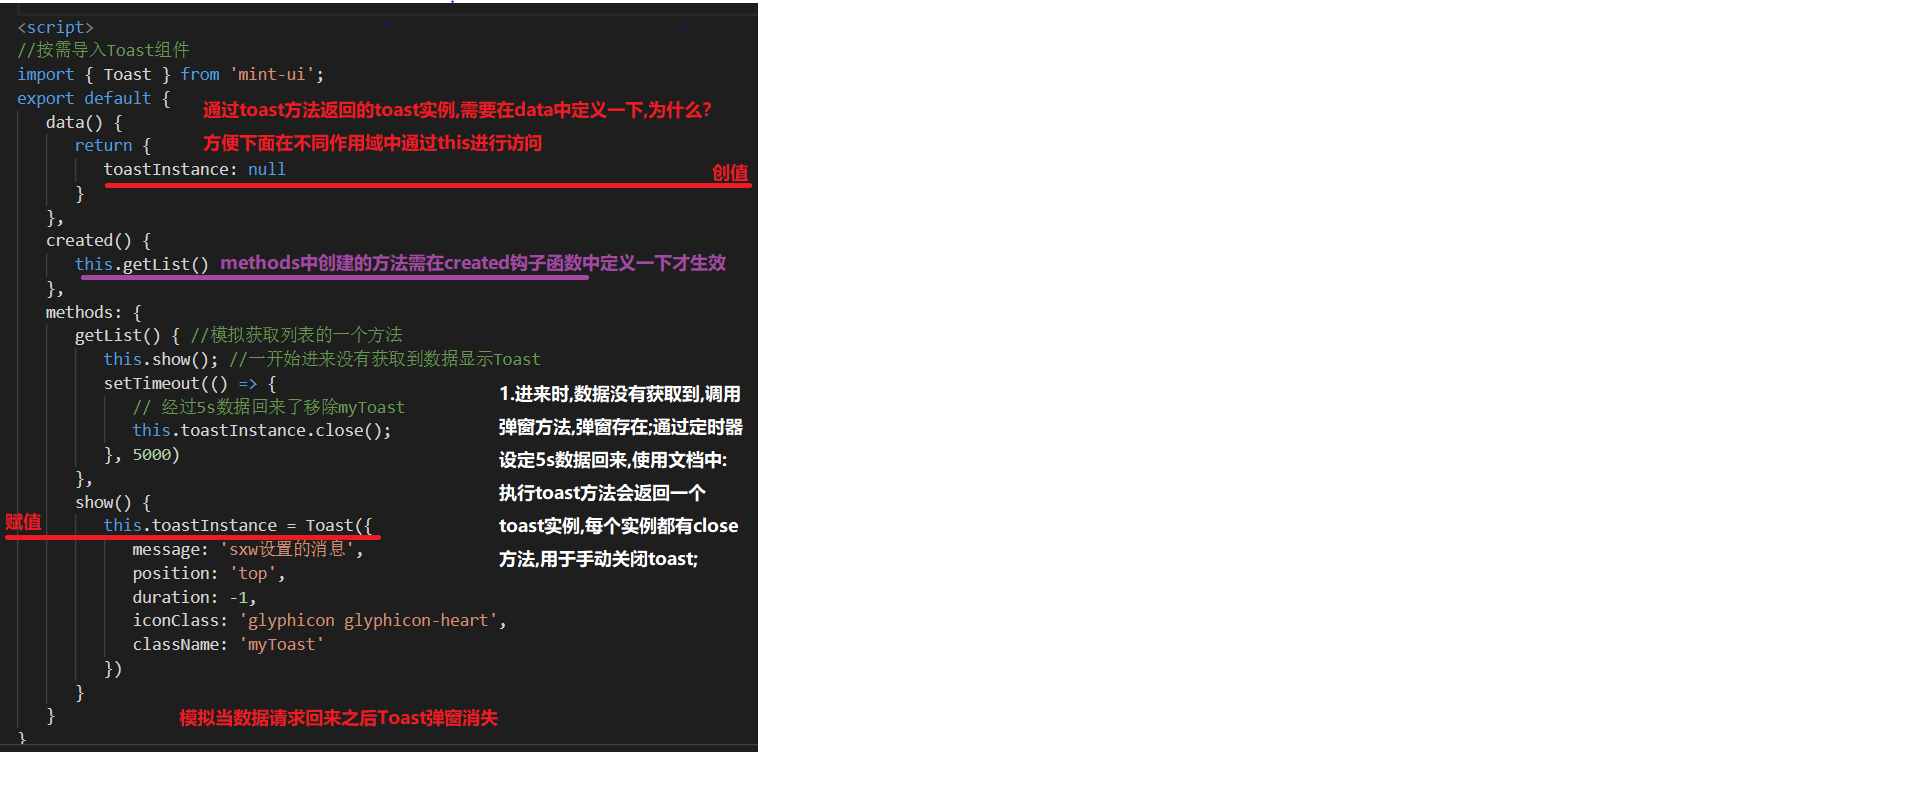 <script>
//按需导入Toast组件
import { Toast } from 'mint-ui';
export default {
通过toast方法返回的toast实例,需要在data中定义一下,为什么?
data() {
方便下面在不同作用域中通过this进行访问
return {
toastInstance: null
创值
}
},
created() {
this.getList() methods中创建的方法需在created钩子函数中定义一下才生效
},
methods: {
getList() { //模拟获取列表的一个方法
this.show(); //一开始进来没有获取到数据显示Toast
setTimeout(() => {
// 经过5s数据回来了移除myToast
this.toastInstance.close();
}, 5000)
},
1.进来时,数据没有获取到,调用
弹窗方法,弹窗存在;通过定时器
设定5s数据回来,使用文档中:
执行toast方法会返回一个
toast实例,每个实例都有close
方法,用于手动关闭toast;
show() {
赋值
this.toastInstance = Toast({
message: 'sxw设置的消息',
position: 'top',
duration: -1,
iconClass: 'glyphicon glyphicon-heart',
className: 'myToast'
})
}
}
模拟当数据请求回来之后Toast弹窗消失
}